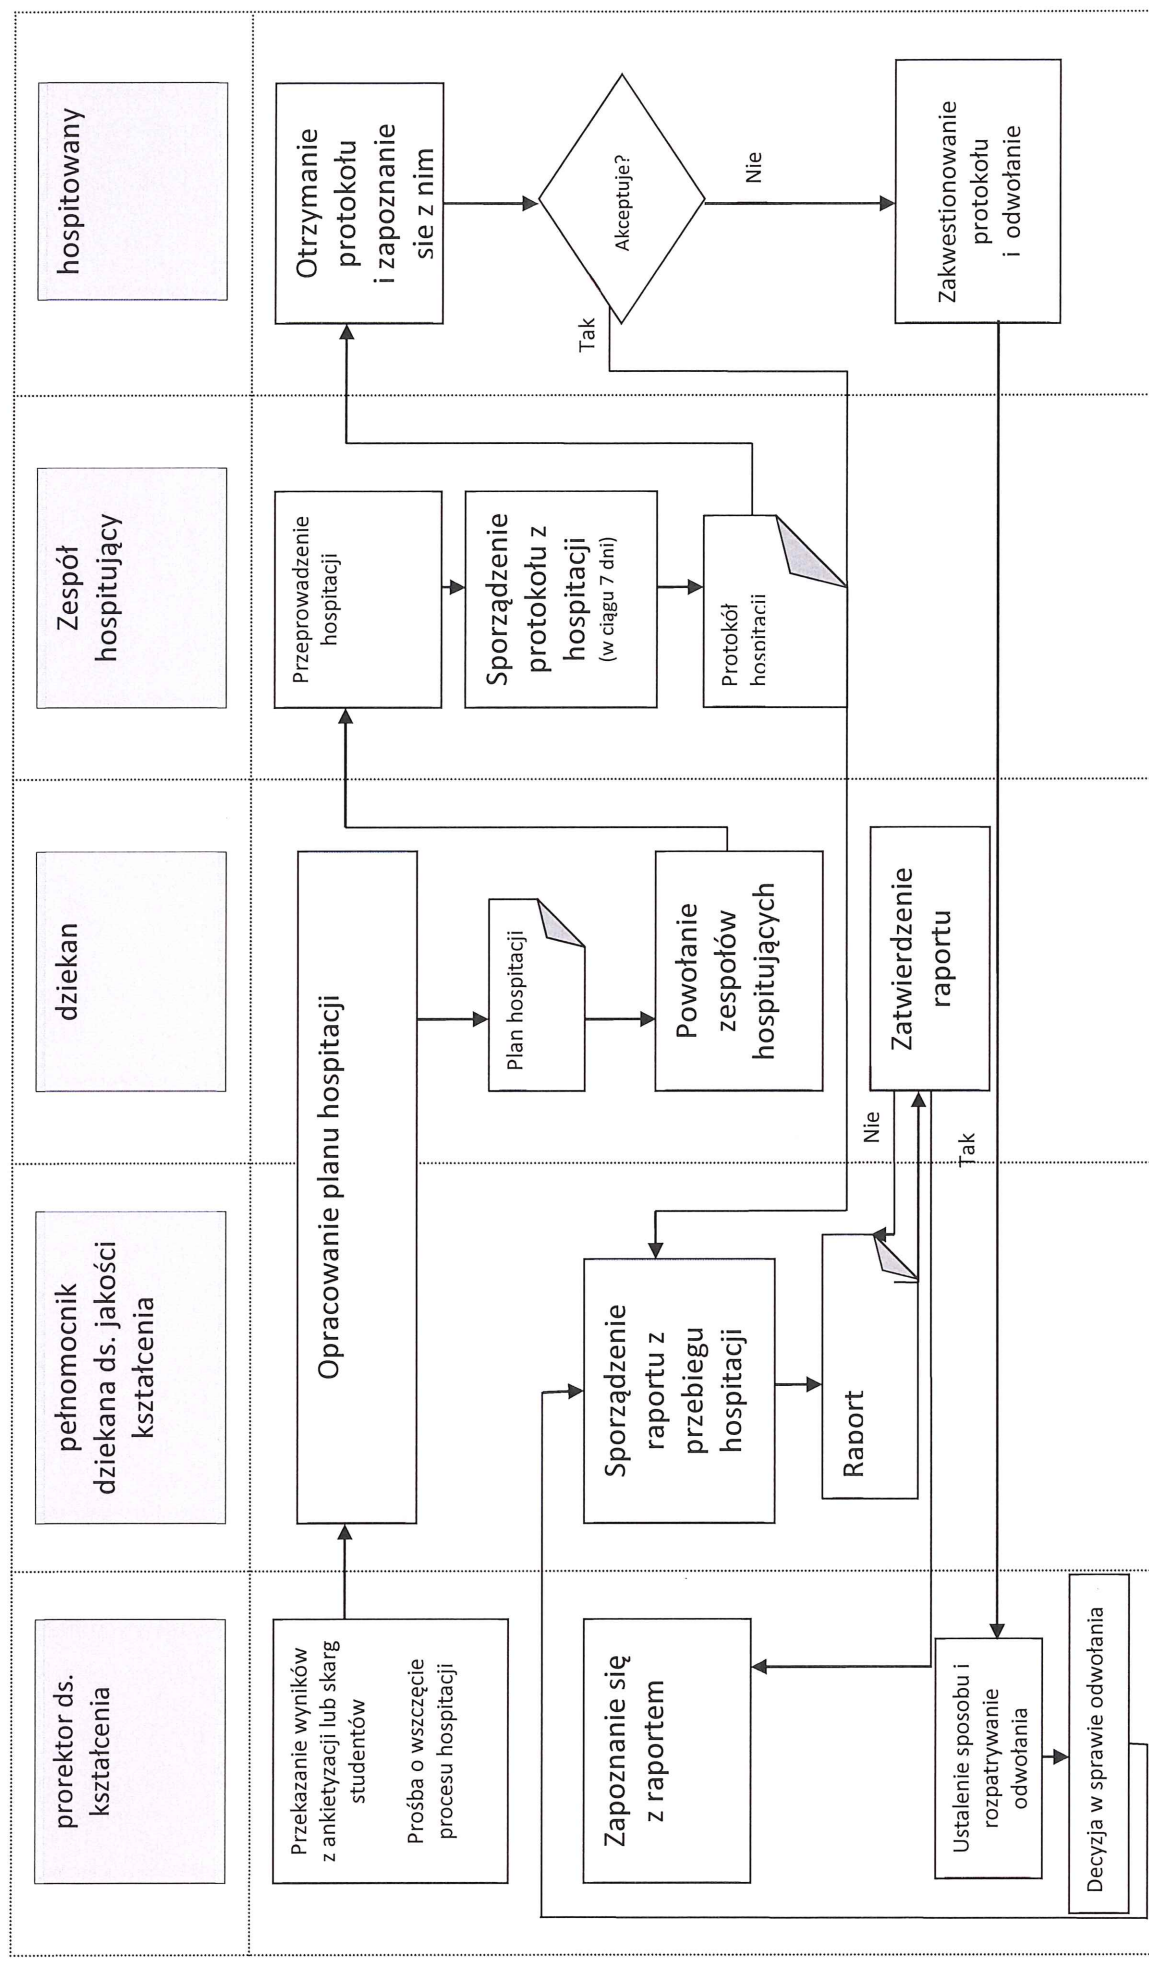 prorektor ds.
kształcenia
pełnomocnik
dziekana ds. jakości
kształcenia
dziekan
Zespół
hospitujący
hospitowany
Przekazanie wyników
z ankietyzacji lub skarg
studentów
Prośba o wszczęcie
procesu hospitacji
Opracowanie planu hospitacji
Plan hospitacji
Powołanie
zespołów
hospitujących
Przeprowadzenie
hospitacji
Sporządzenie
protokołu z
hospitacji
(w ciągu 7 dni)
Protokół
hospitacji
Otrzymanie
protokołu
i zapoznanie
sie z nim
Akceptuje?
Tak
Nie
Zakwestionowanie
protokołu
i odwołanie
Sporządzenie
raportu z
przebiegu
hospitacji
Raport
Nie
Tak
Zatwierdzenie
raportu
Zapoznanie się
z raportem
Ustalenie sposobu i
rozpatrywanie
odwołania
Decyzja w sprawie odwołania